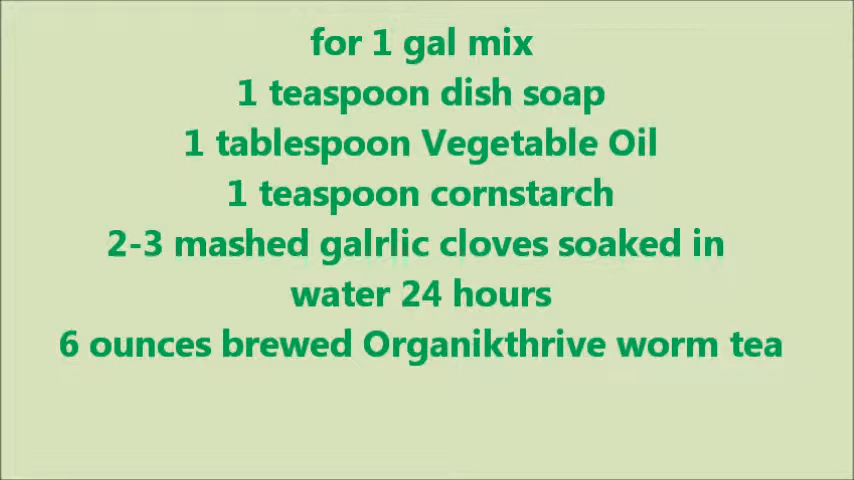 for 1 gal mix
1 teaspoon dish soap
1 tablespoon Vegetable Oil
1 teaspoon cornstarch
2-3 mashed galrlic cloves soaked in
water 24 hours
6 ounces brewed Organikthrive worm tea